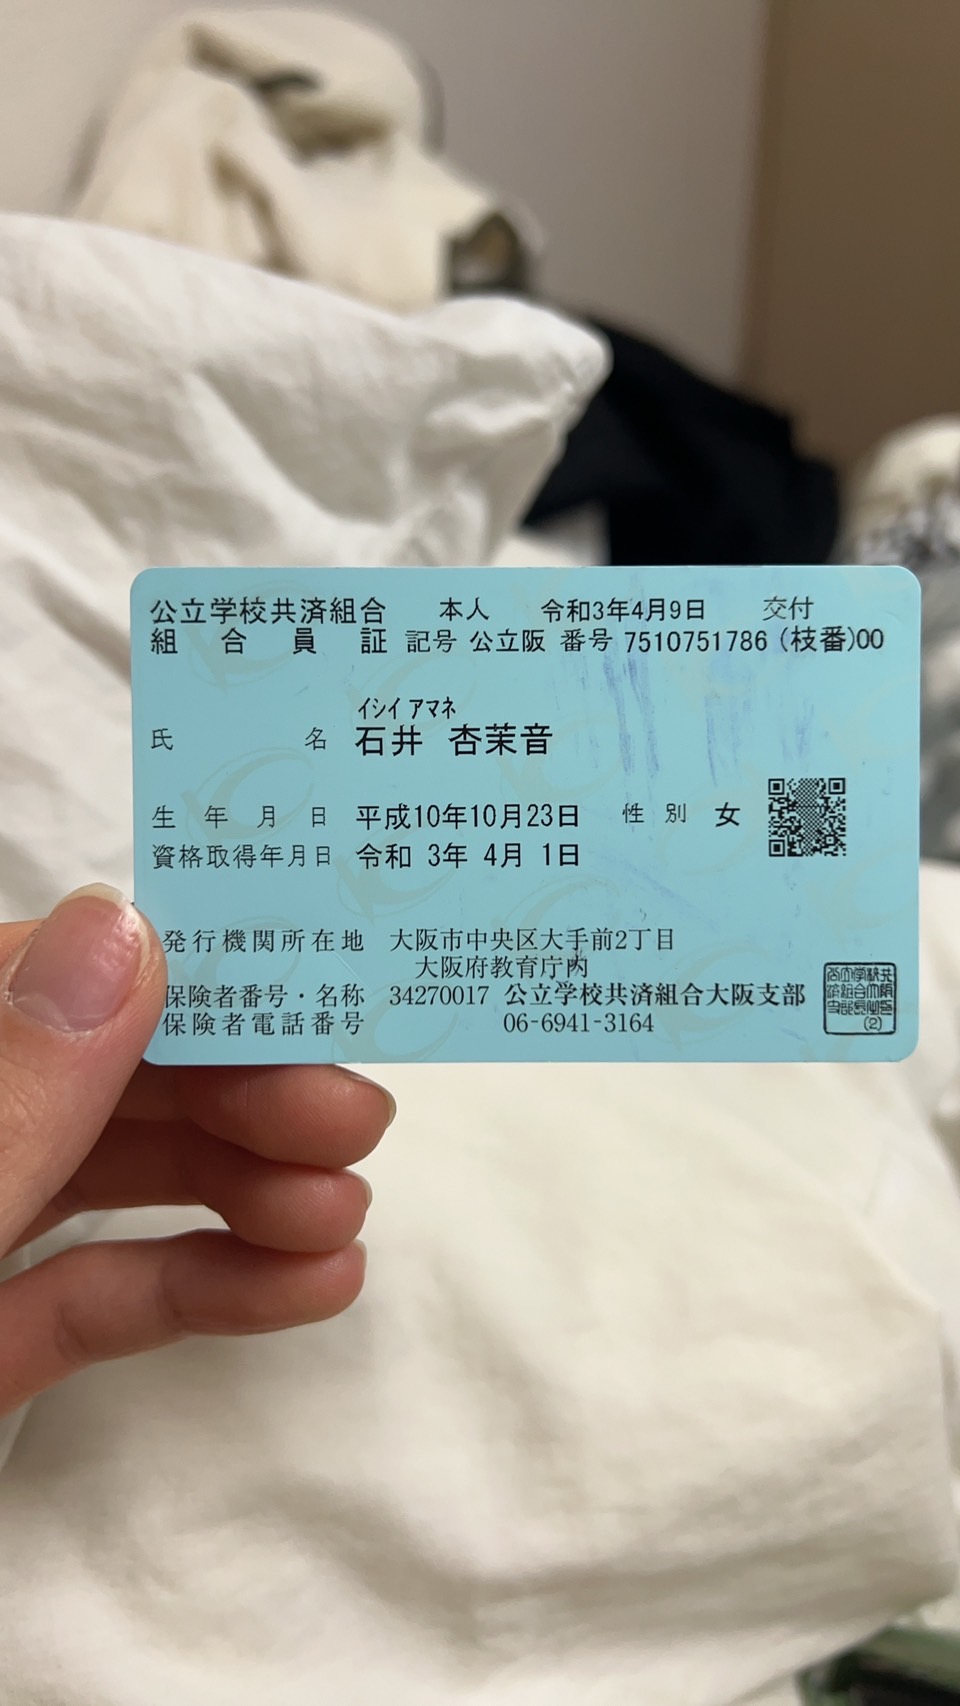 公立学校共済組合 本人 令和3年4月9日 交付
組合員証 記号 公立阪 番号 7510751786 (枝番)00
イシイ アマネ
氏名 石井 杏茉音
生年月日 平成10年10月23日 性別 女
資格取得年月日 令和 3年 4月 1日
発行機関所在地 大阪市中央区大手前2丁目
大阪府教育庁内
保険者番号・名称 34270017 公立学校共済組合大阪支部
保険者電話番号 06-6941-3164